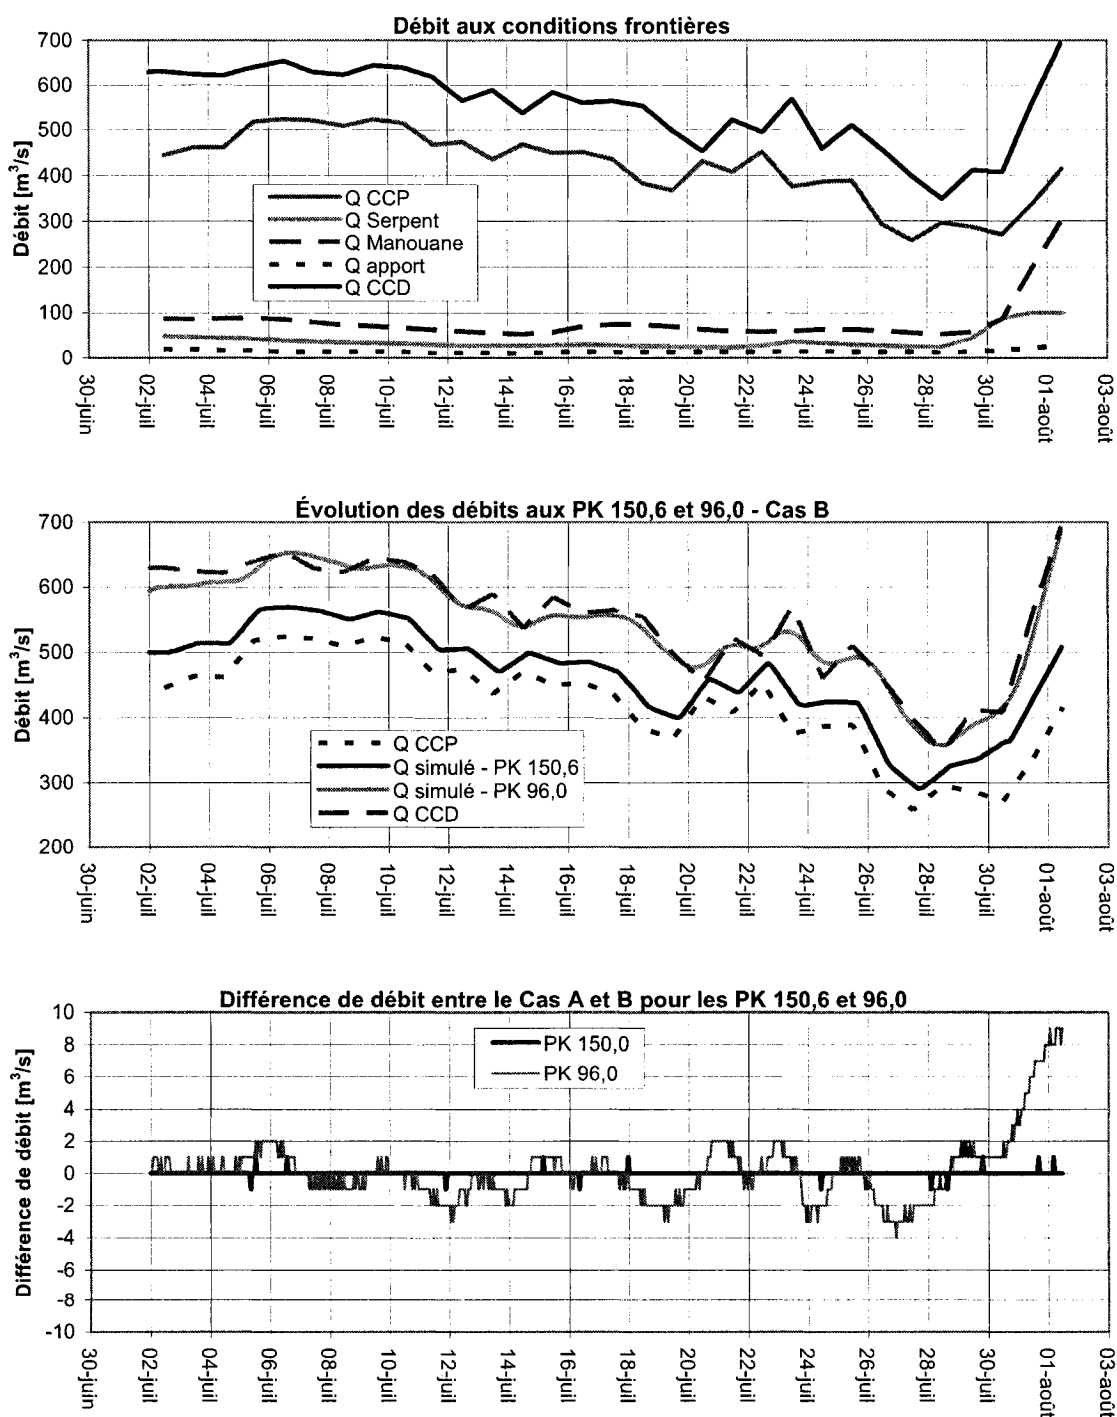 Débit aux conditions frontières
Débit [m³/s]
700
600
500
400
300
200
100
0
Q CCP
Q Serpent
Q Manouane
Q apport
Q CCD
30-juin
02-juil
04-juil
06-juil
08-juil
10-juil
12-juil
14-juil
16-juil
18-juil
20-juil
22-juil
24-juil
26-juil
28-juil
30-juil
01-août
03-août
Évolution des débits aux PK 150,6 et 96,0 - Cas B
Débit [m³/s]
700
600
500
400
300
200
Q CCP
Q simulé - PK 150,6
Q simulé - PK 96,0
Q CCD
30-juin
02-juil
04-juil
06-juil
08-juil
10-juil
12-juil
14-juil
16-juil
18-juil
20-juil
22-juil
24-juil
26-juil
28-juil
30-juil
01-août
03-août
Différence de débit entre le Cas A et B pour les PK 150,6 et 96,0
Différence de débit [m³/s]
10
8
6
4
2
0
-2
-4
-6
-8
-10
PK 150,0
PK 96,0
30-juin
02-juil
04-juil
06-juil
08-juil
10-juil
12-juil
14-juil
16-juil
18-juil
20-juil
22-juil
24-juil
26-juil
28-juil
30-juil
01-août
03-août